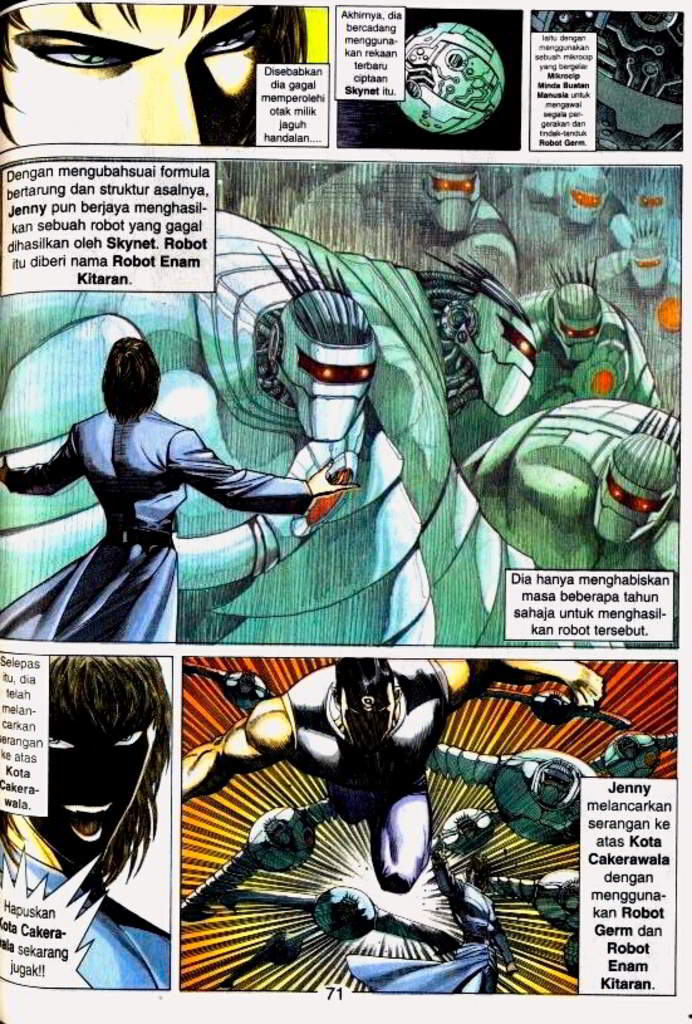 Disebabkan
dia gagal
memperolehi
otak milik
jaguh
handalan....
Akhirnya, dia
bercadang
mengguna-
kan rekaan
terbaru
ciptaan
Skynet itu.
Iaitu dengan
menggunakan
sebuah mikrocip
yang bergelar
Mikrocip
Minda Buatan
Manusia untuk
mengawal
segala per-
gerakan dan
tindak-tanduk
Robot Germ.
Dengan mengubahsuai formula
bertarung dan struktur asalnya,
Jenny pun berjaya menghasil-
kan sebuah robot yang gagal
dihasilkan oleh Skynet. Robot
itu diberi nama Robot Enam
Kitaran.
Dia hanya menghabiskan
masa beberapa tahun
sahaja untuk menghasil-
kan robot tersebut.
Selepas
itu, dia
telah
melan-
carkan
serangan
ke atas
Kota
Cakera-
wala.
Hapuskan
Kota Cakera-
wala sekarang
jugak!!
Jenny
melancarkan
serangan ke
atas Kota
Cakerawala
dengan
mengguna-
kan Robot
Germ dan
Robot
Enam
Kitaran.
71